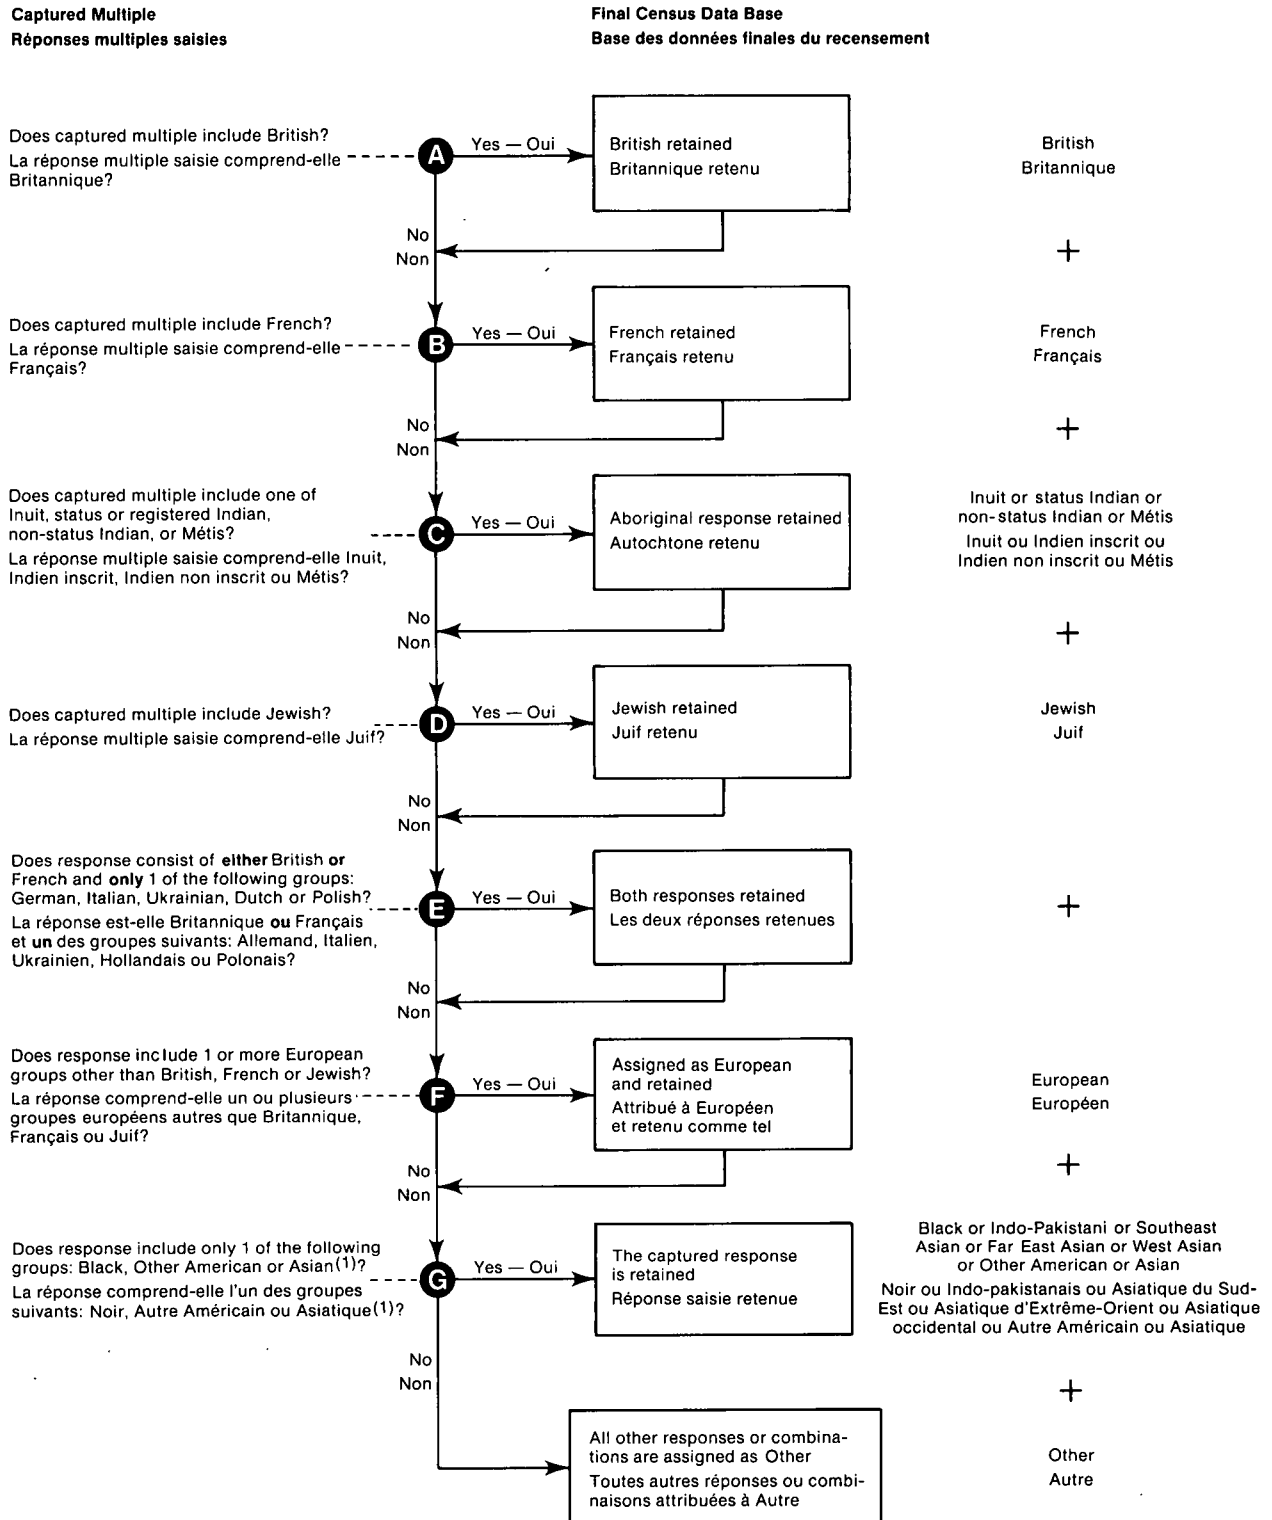 Captured Multiple
Réponses multiples saisies
Final Census Data Base
Base des données finales du recensement
Does captured multiple include British?
La réponse multiple saisie comprend-elle
Britannique?
A
Yes — Oui
British retained
Britannique retenu
British
Britannique
No
Non
+
Does captured multiple include French?
La réponse multiple saisie comprend-elle
Français?
B
Yes — Oui
French retained
Français retenu
French
Français
No
Non
+
Does captured multiple include one of
Inuit, status or registered Indian,
non-status Indian, or Métis?
La réponse multiple saisie comprend-elle Inuit,
Indien inscrit, Indien non inscrit ou Métis?
C
Yes — Oui
Aboriginal response retained
Autochtone retenu
Inuit or status Indian or
non-status Indian or Métis
Inuit ou Indien inscrit ou
Indien non inscrit ou Métis
No
Non
+
Does captured multiple include Jewish?
La réponse multiple saisie comprend-elle Juif?
D
Yes — Oui
Jewish retained
Juif retenu
Jewish
Juif
No
Non
Does response consist of either British or
French and only 1 of the following groups:
German, Italian, Ukrainian, Dutch or Polish?
La réponse est-elle Britannique ou Français
et un des groupes suivants: Allemand, Italien,
Ukrainien, Hollandais ou Polonais?
E
Yes — Oui
Both responses retained
Les deux réponses retenues
+
No
Non
Does response include 1 or more European
groups other than British, French or Jewish?
La réponse comprend-elle un ou plusieurs
groupes européens autres que Britannique,
Français ou Juif?
F
Yes — Oui
Assigned as European
and retained
Attribué à Européen
et retenu comme tel
European
Européen
No
Non
+
Does response include only 1 of the following
groups: Black, Other American or Asian(1)?
La réponse comprend-elle l'un des groupes
suivants: Noir, Autre Américain ou Asiatique(1)?
G
Yes — Oui
The captured response
is retained
Réponse saisie retenue
Black or Indo-Pakistani or Southeast
Asian or Far East Asian or West Asian
or Other American or Asian
Noir ou Indo-pakistanais ou Asiatique du Sud-
Est ou Asiatique d'Extrême-Orient ou Asiatique
occidental ou Autre Américain ou Asiatique
No
Non
+
All other responses or combina-
tions are assigned as Other
Toutes autres réponses ou combi-
naisons attribuées à Autre
Other
Autre